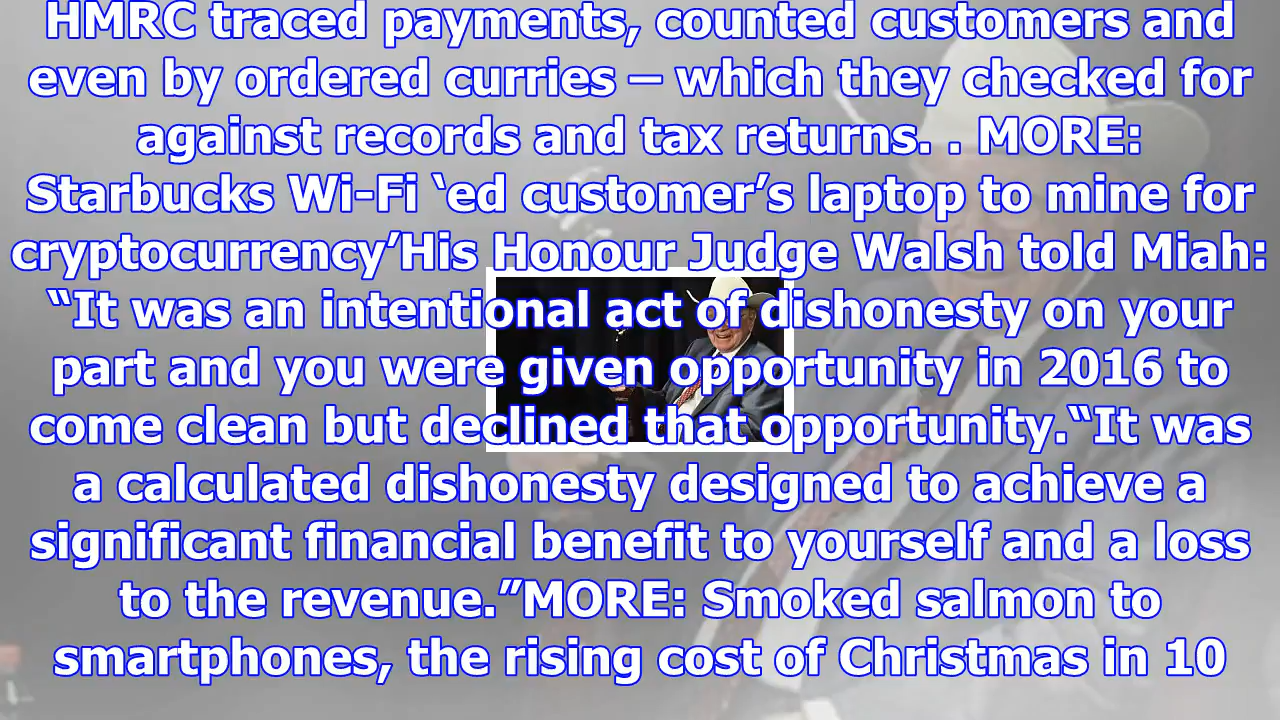 HMRC traced payments, counted customers and
even by ordered curries – which they checked for
against records and tax returns. . MORE:
Starbucks Wi-Fi ‘ed customer’s laptop to mine for
cryptocurrency’His Honour Judge Walsh told Miah:
“It was an intentional act of dishonesty on your
part and you were given opportunity in 2016 to
come clean but declined that opportunity.“It was
a calculated dishonesty designed to achieve a
significant financial benefit to yourself and a loss
to the revenue.”MORE: Smoked salmon to
smartphones, the rising cost of Christmas in 10